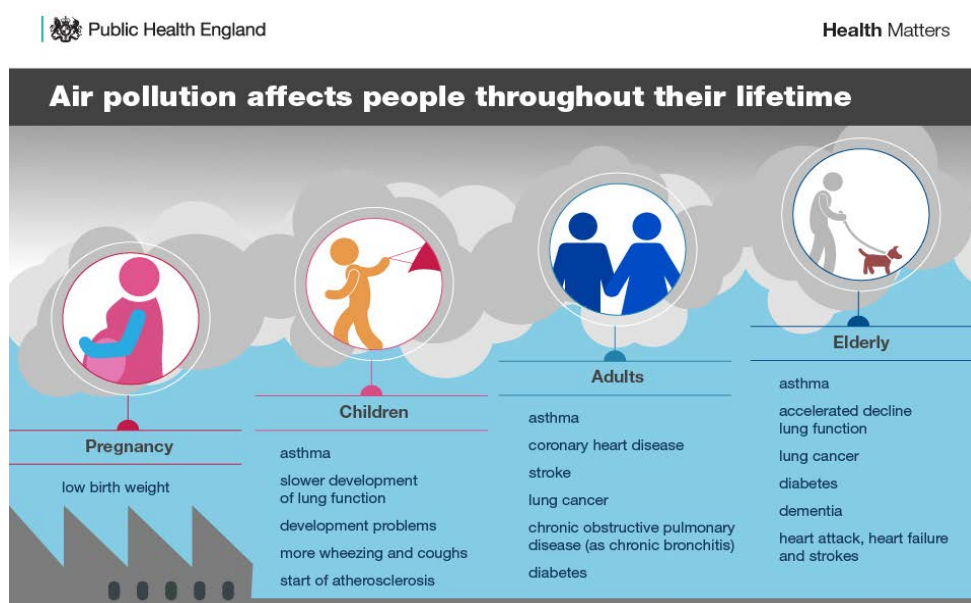 Public Health England
Health Matters
Air pollution affects people throughout their lifetime
Pregnancy
low birth weight
Children
asthma
slower development
of lung function
development problems
more wheezing and coughs
start of atherosclerosis
Adults
asthma
coronary heart disease
stroke
lung cancer
chronic obstructive pulmonary
disease (as chronic bronchitis)
diabetes
Elderly
asthma
accelerated decline
lung function
lung cancer
diabetes
dementia
heart attack, heart failure
and strokes